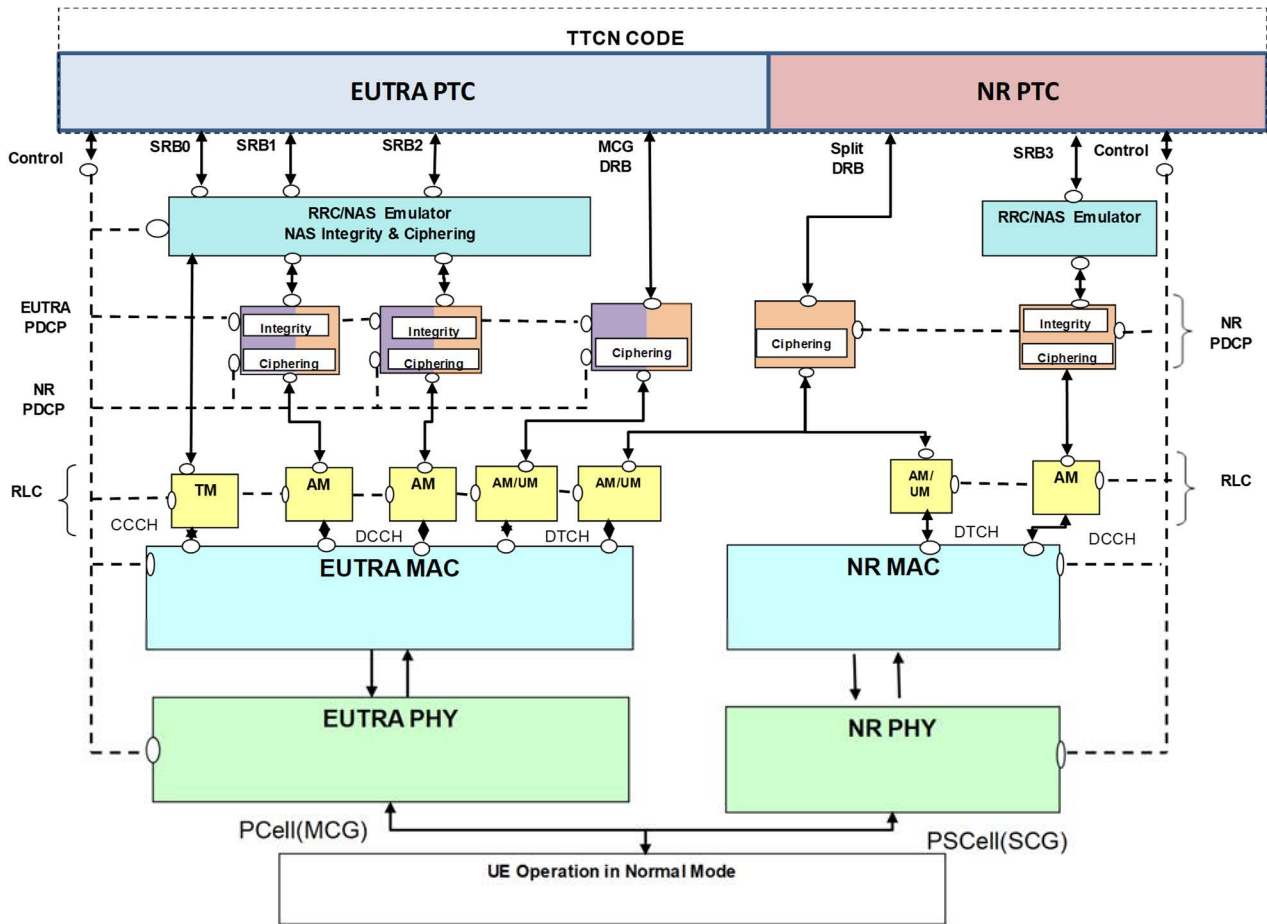 TTCN CODE
EUTRA PTC
NR PTC
Control
SRB0
SRB1
SRB2
MCG
DRB
Split
DRB
SRB3
Control
RRC/NAS Emulator
NAS Integrity & Ciphering
RRC/NAS Emulator
EUTRA
PDCP
Integrity
Ciphering
Integrity
Ciphering
Ciphering
Ciphering
Integrity
Ciphering
NR
PDCP
NR
PDCP
RLC
TM
AM
AM
AM/UM
AM/UM
AM/
UM
AM
RLC
CCCH
DCCH
DTCH
DTCH
DCCH
EUTRA MAC
NR MAC
EUTRA PHY
NR PHY
PCell(MCG)
PSCell(SCG)
UE Operation in Normal Mode